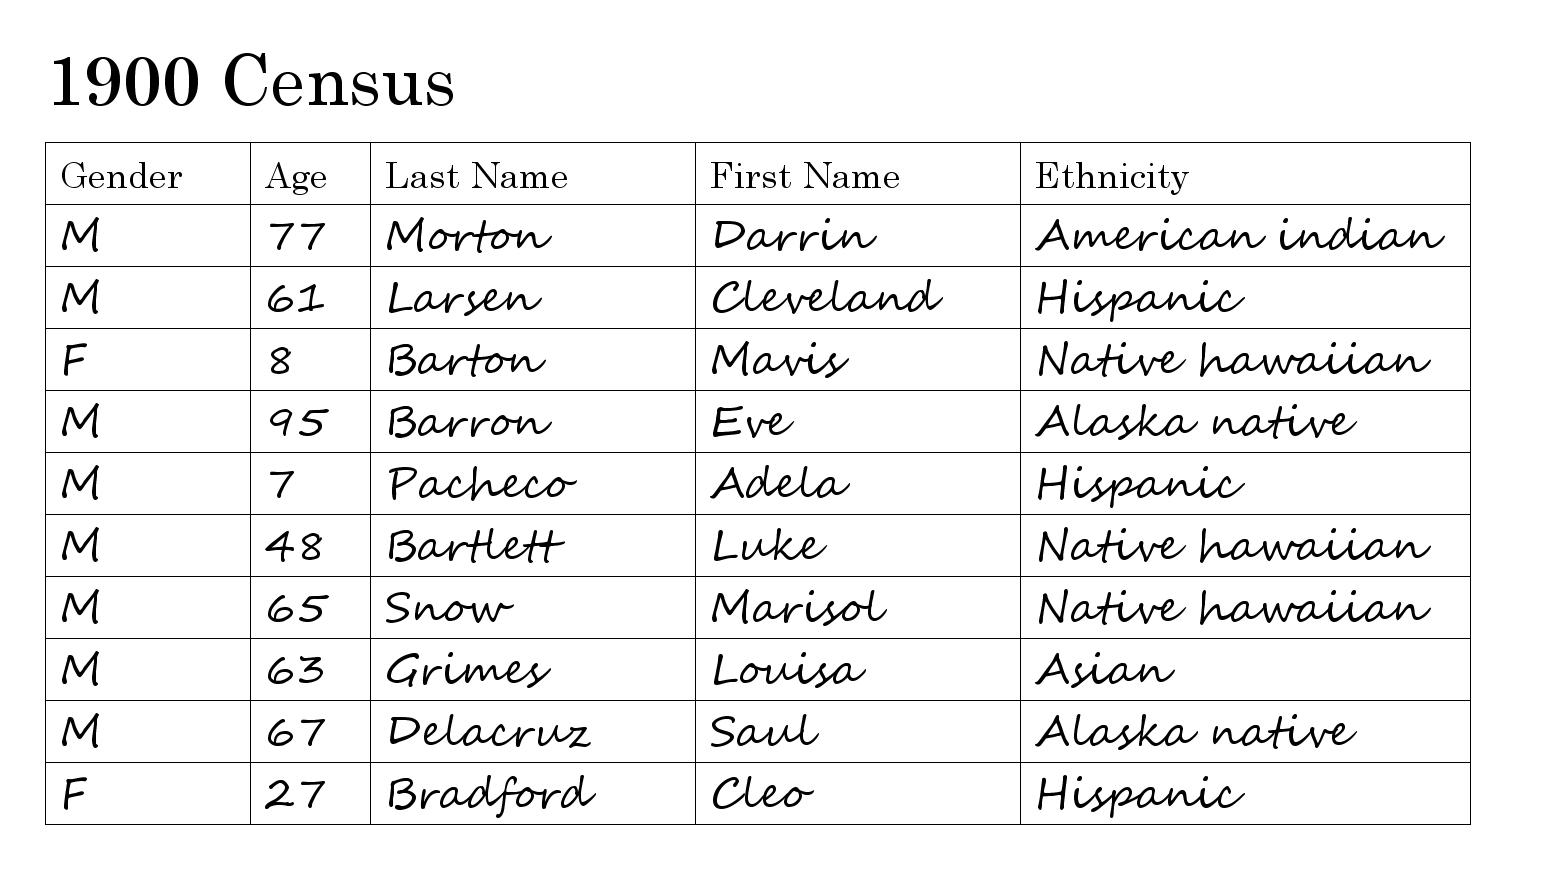 1900 Census
Gender Age Last Name First Name Ethnicity
M 77 Morton Darrin American indian
M 61 Larsen Cleveland Hispanic
F 8 Barton Mavis Native hawaiian
M 95 Barron Eve Alaska native
M 7 Pacheco Adela Hispanic
M 48 Bartlett Luke Native hawaiian
M 65 Snow Marisol Native hawaiian
M 63 Grimes Louisa Asian
M 67 Delacruz Saul Alaska native
F 27 Bradford Cleo Hispanic